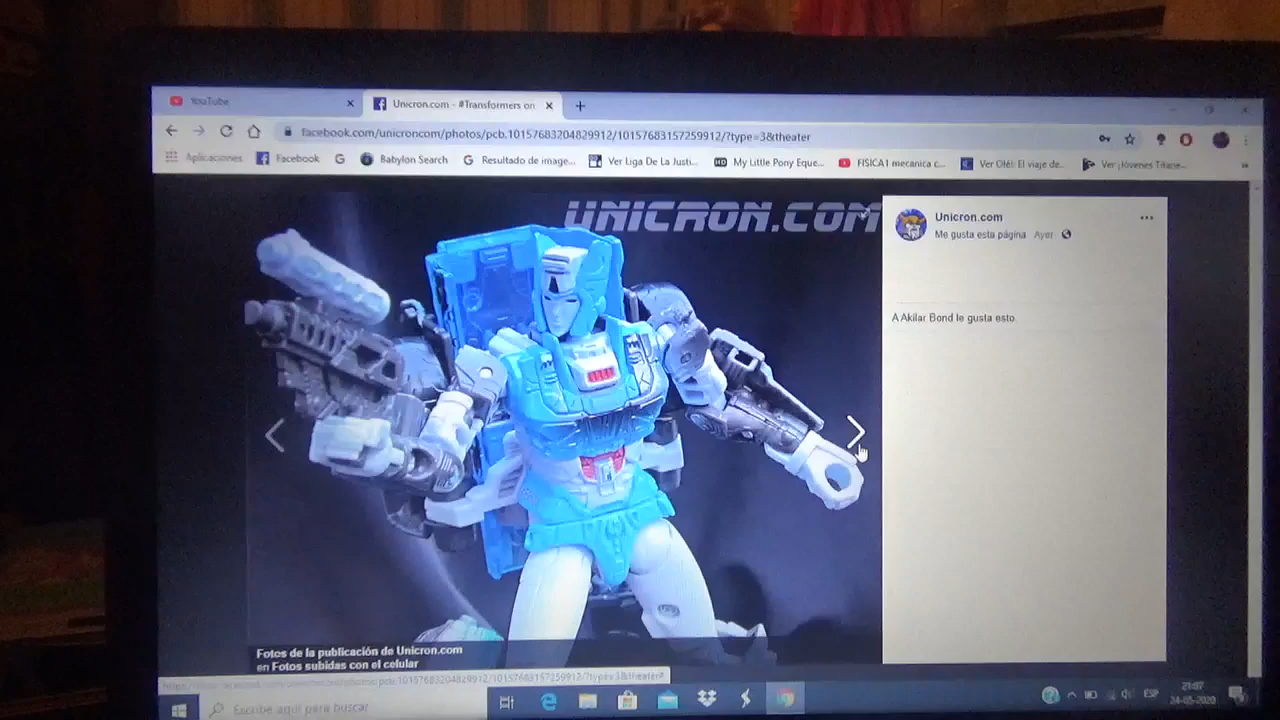 YouTube
Unicron.com - #Transformers on
facebook.com/unicroncom/photos/pcb.10157683204829912/10157683157259912/?type=3&theater
Aplicaciones
Facebook
Babylon Search
Resultado de image...
Ver Liga De La Justi...
My Little Pony Eque...
FISICA1 mecanica c...
Ver Olé!: El viaje de...
Ver ¡Jóvenes Titane...
UNICRON.COM
Unicron.com
Me gusta esta página
Ayer
A Akilar Bond le gusta esto.
Fotos de la publicación de Unicron.com
en Fotos subidas con el celular
Escribe aquí para buscar
ESP
21:07
24-05-2020